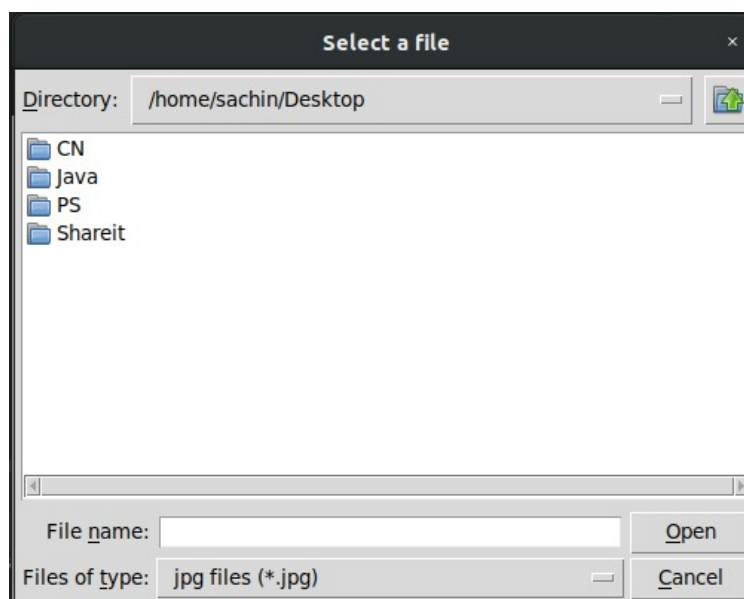 Select a file
Directory: /home/sachin/Desktop
CN
Java
PS
Shareit
File name: Open
Files of type: jpg files (*.jpg) Cancel